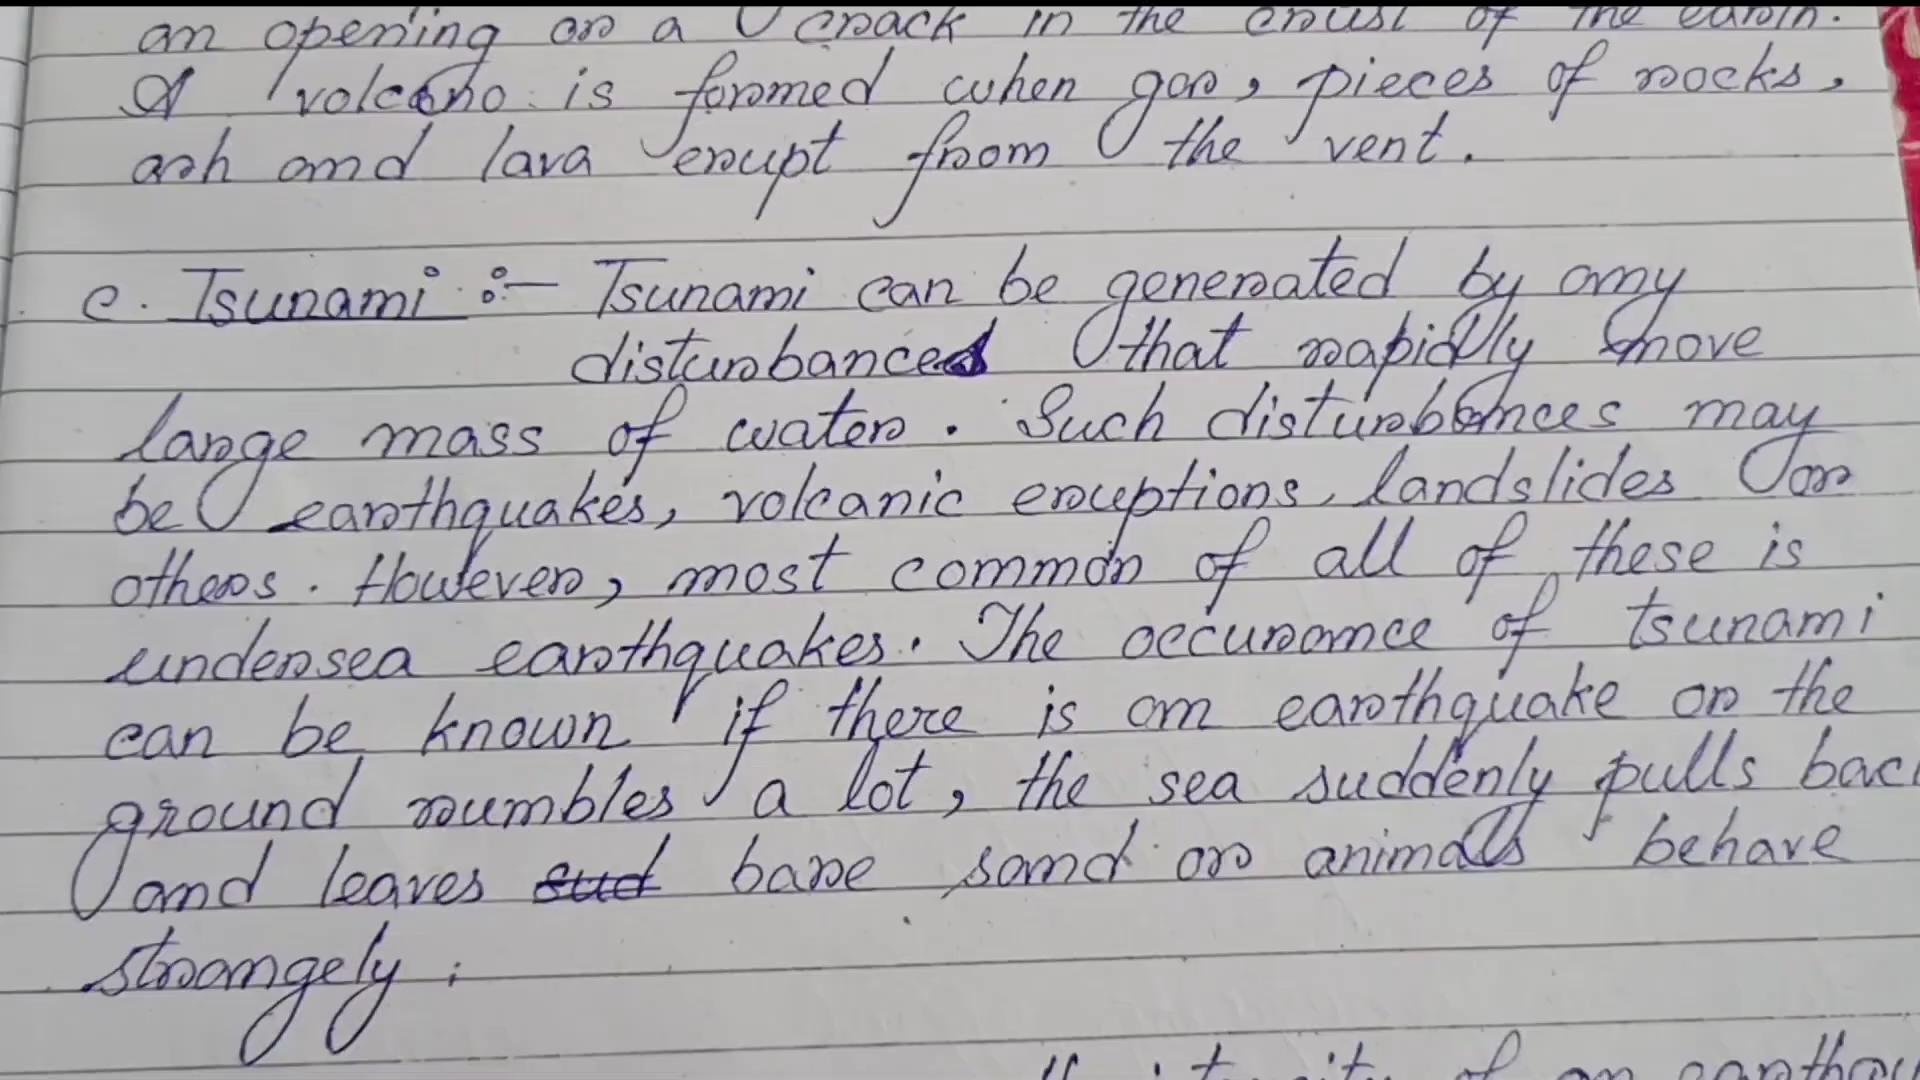 an opening or a crack in the crust of the earth.
A volcano is formed when gas, pieces of rocks,
ash and lava erupt from the vent.
c. Tsunami :- Tsunami can be generated by any
disturbances that rapidly move
large mass of water. Such disturbances may
be earthquakes, volcanic eruptions, landslides or
others. However, most common of all of these is
undersea earthquakes. The occurance of tsunami
can be known if there is an earthquake or the
ground rumbles a lot, the sea suddenly pulls bac
and leaves bare sand or animals behave
strangely.
of an earthqu